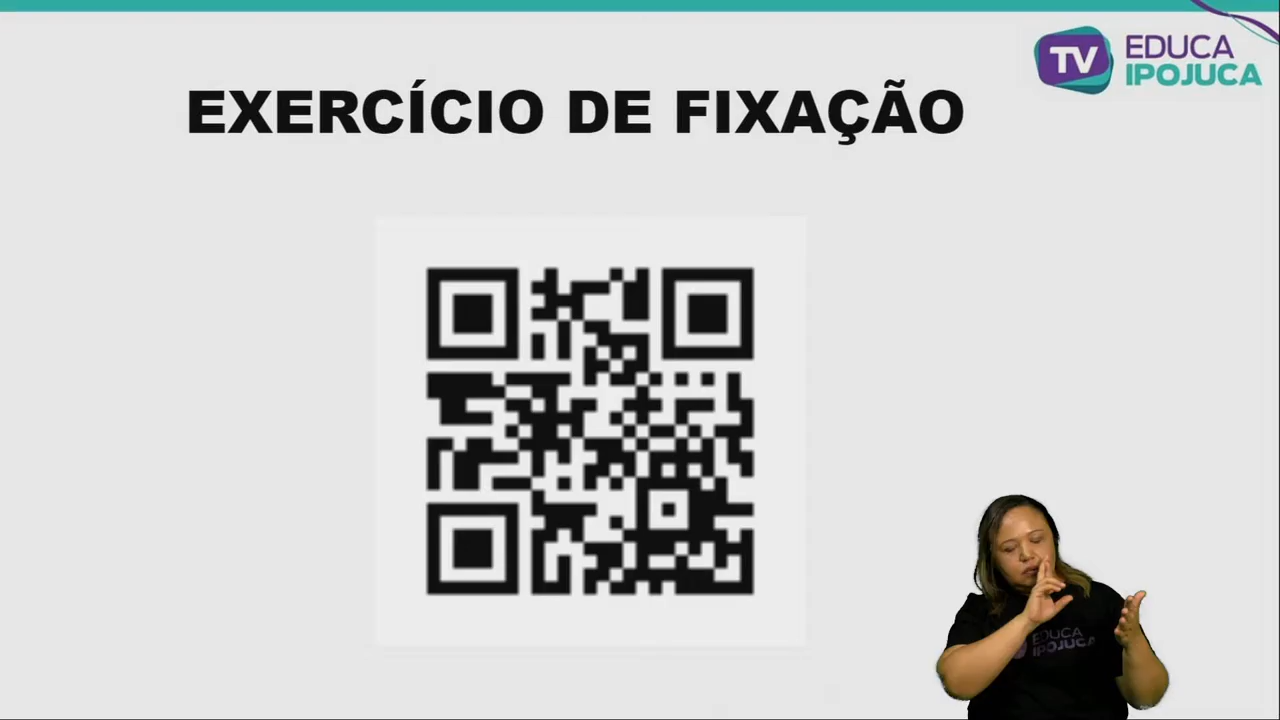 TV EDUCA
IPOJUCA
EXERCÍCIO DE FIXAÇÃO
EDUCA
IPOJUCA